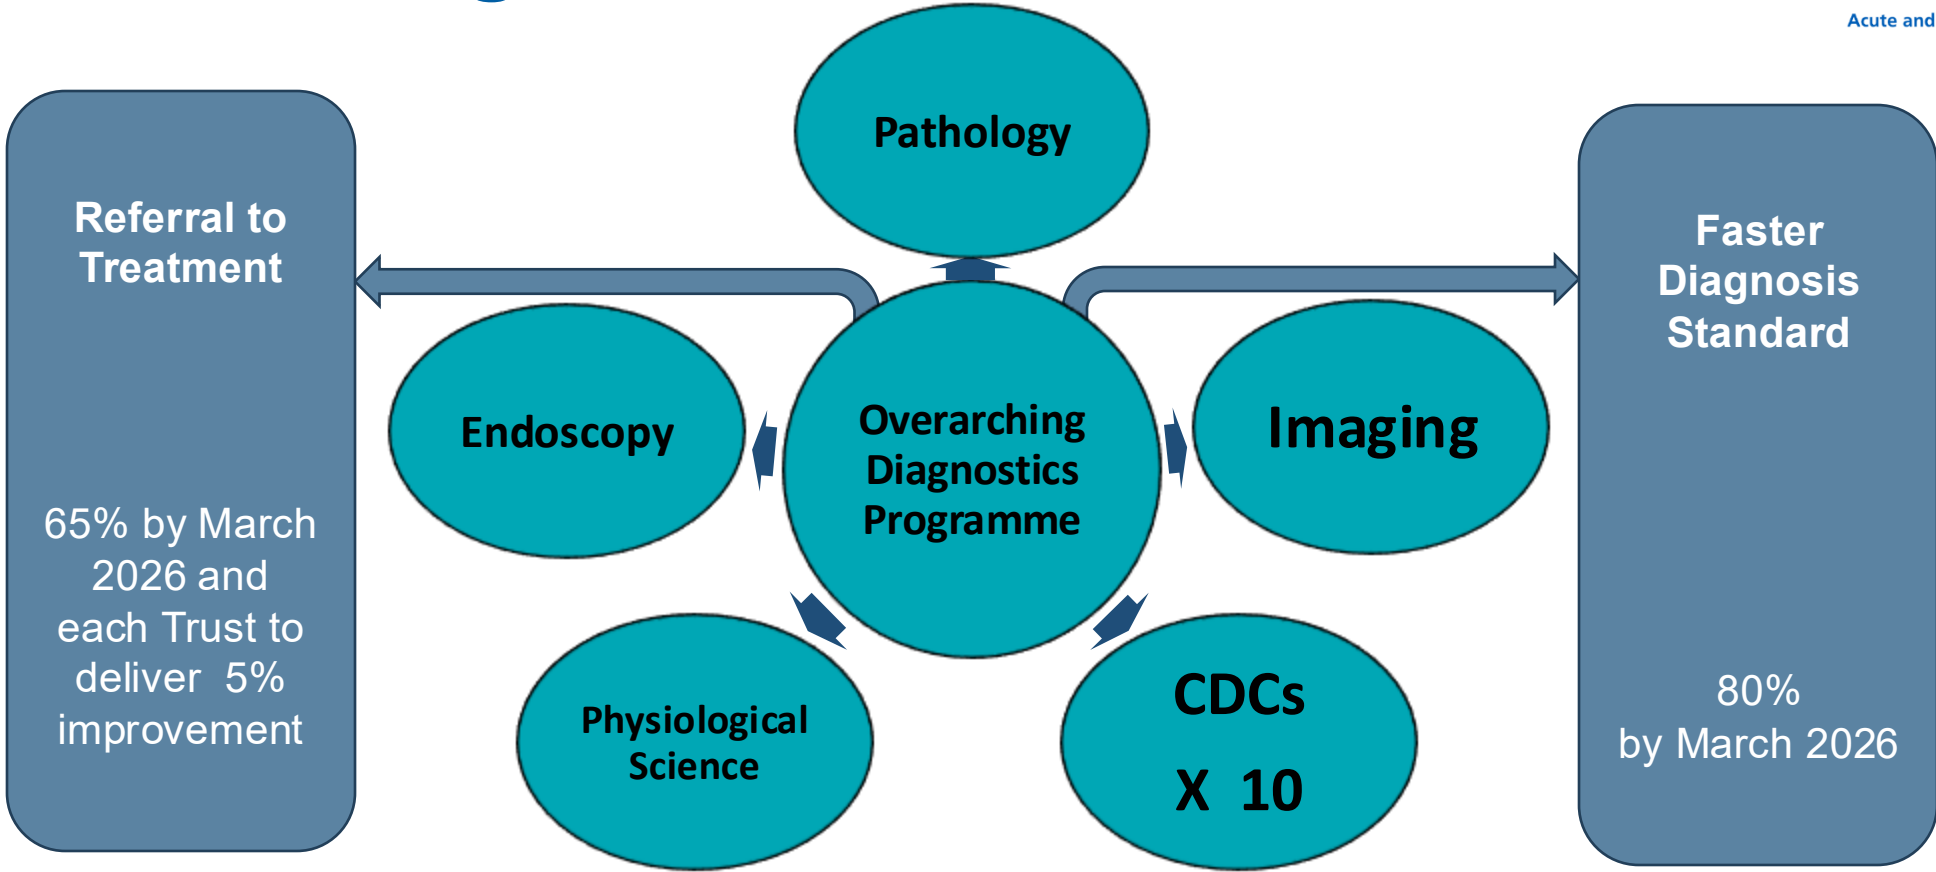 Acute and
Pathology
Referral to
Treatment
65% by March
2026 and
each Trust to
deliver 5%
improvement
Endoscopy
Overarching
Diagnostics
Programme
Imaging
Physiological
Science
CDCs
X 10
Faster
Diagnosis
Standard
80%
by March 2026